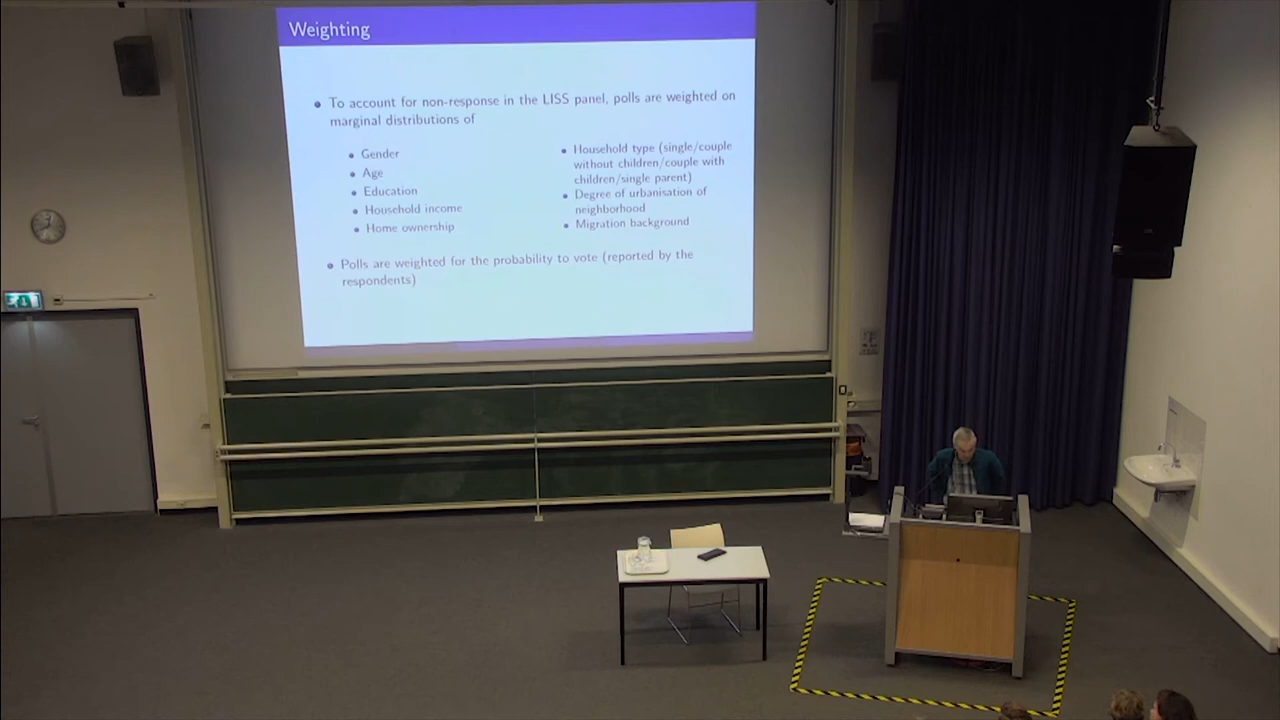 Weighting
To account for non-response in the LISS panel, polls are weighted on
marginal distributions of
Gender
Age
Education
Household income
Home ownership
Household type (single/couple
without children/couple with
children/single parent)
Degree of urbanisation of
neighborhood
Migration background
Polls are weighted for the probability to vote (reported by the
respondents)